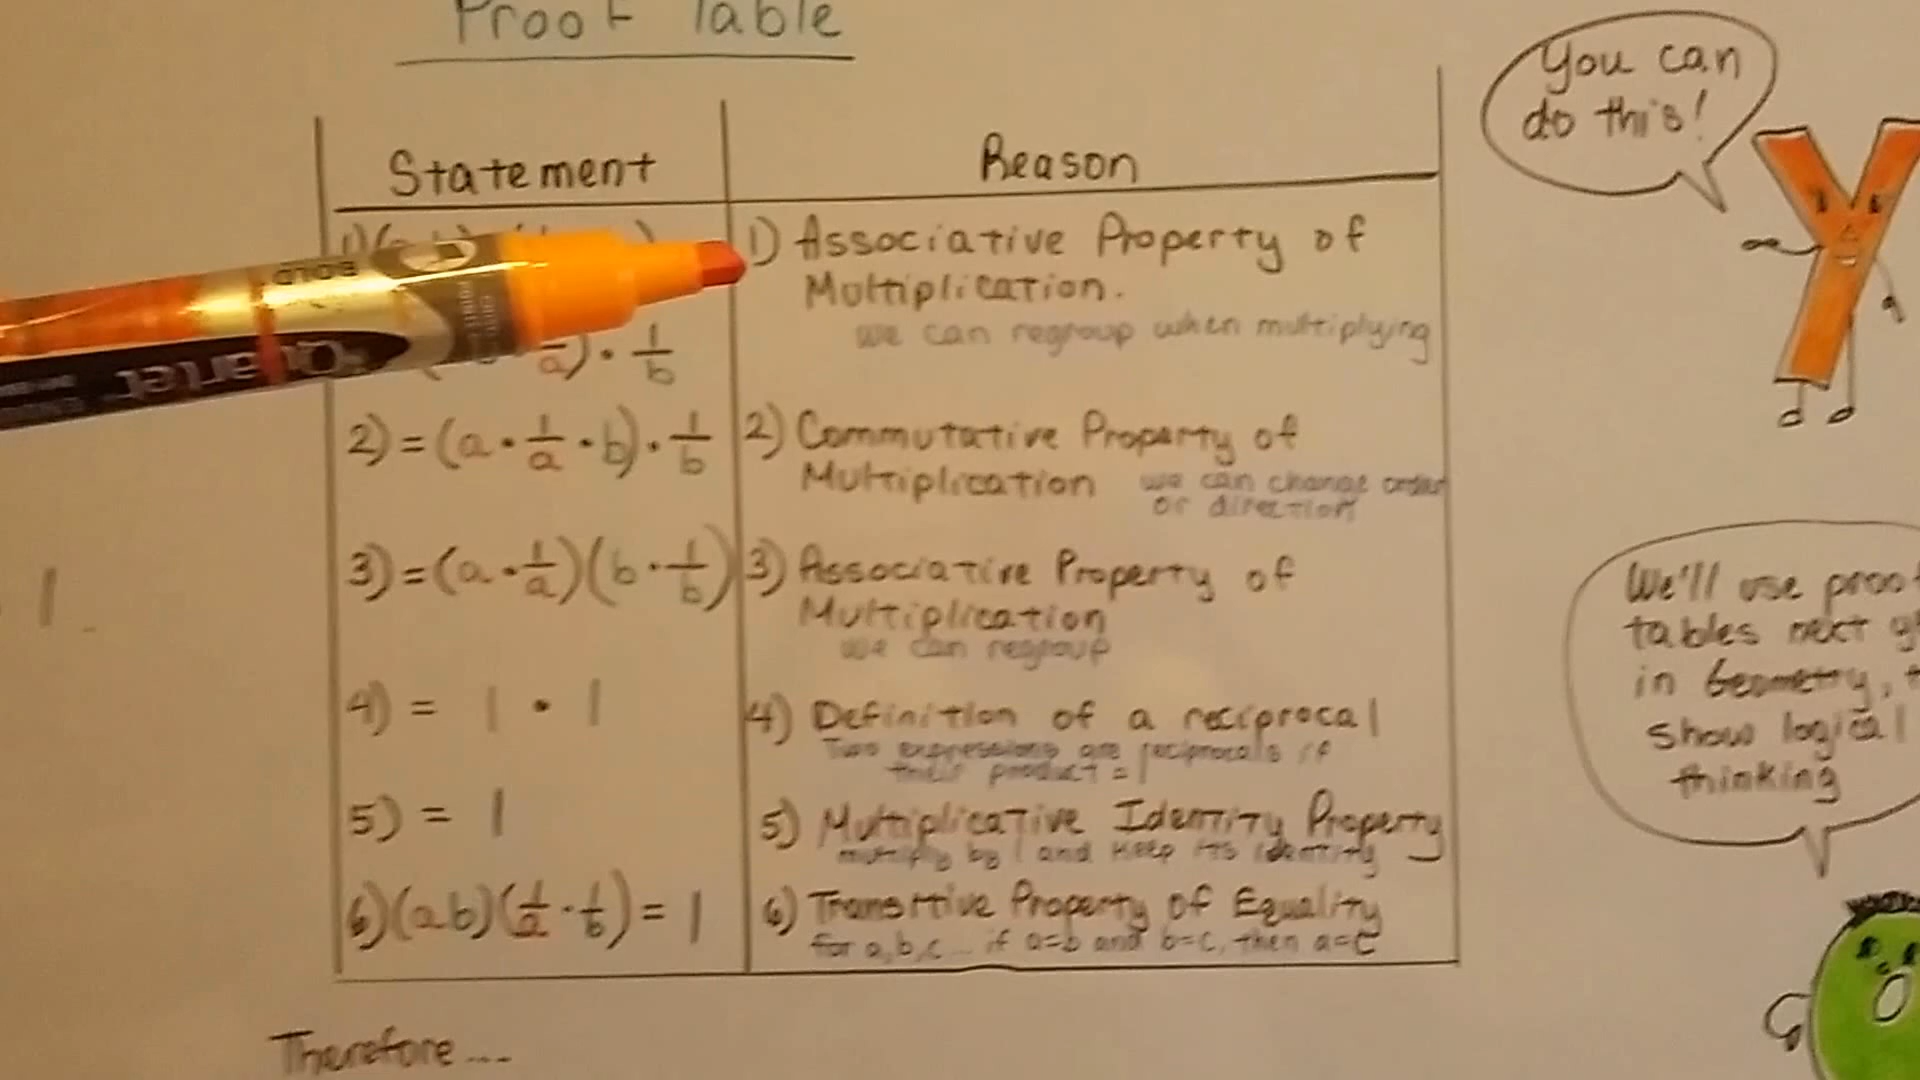 Proof Table
You can
do this!
Statement
Reason
1) Associative Property of
Multiplication.
we can regroup when multiplying
a) · 1/b
2) = (a · 1/a · b) · 1/b
2) Commutative Property of
Multiplication we can change order
or direction
3) = (a · 1/a)(b · 1/b)
3) Associative Property of
Multiplication
we can regroup
4) = 1 · 1
4) Definition of a reciprocal
Two expressions are reciprocals if
their product = 1
5) = 1
5) Multiplicative Identity Property
multiply by 1 and keep its identity
6) (ab)(1/a · 1/b) = 1
6) Transitive Property of Equality
for a, b, c ... if a=b and b=c, then a=c
Therefore...
1
We'll use proof
tables next
in Geometry,
show logical
thinking
BOLD
Quartet